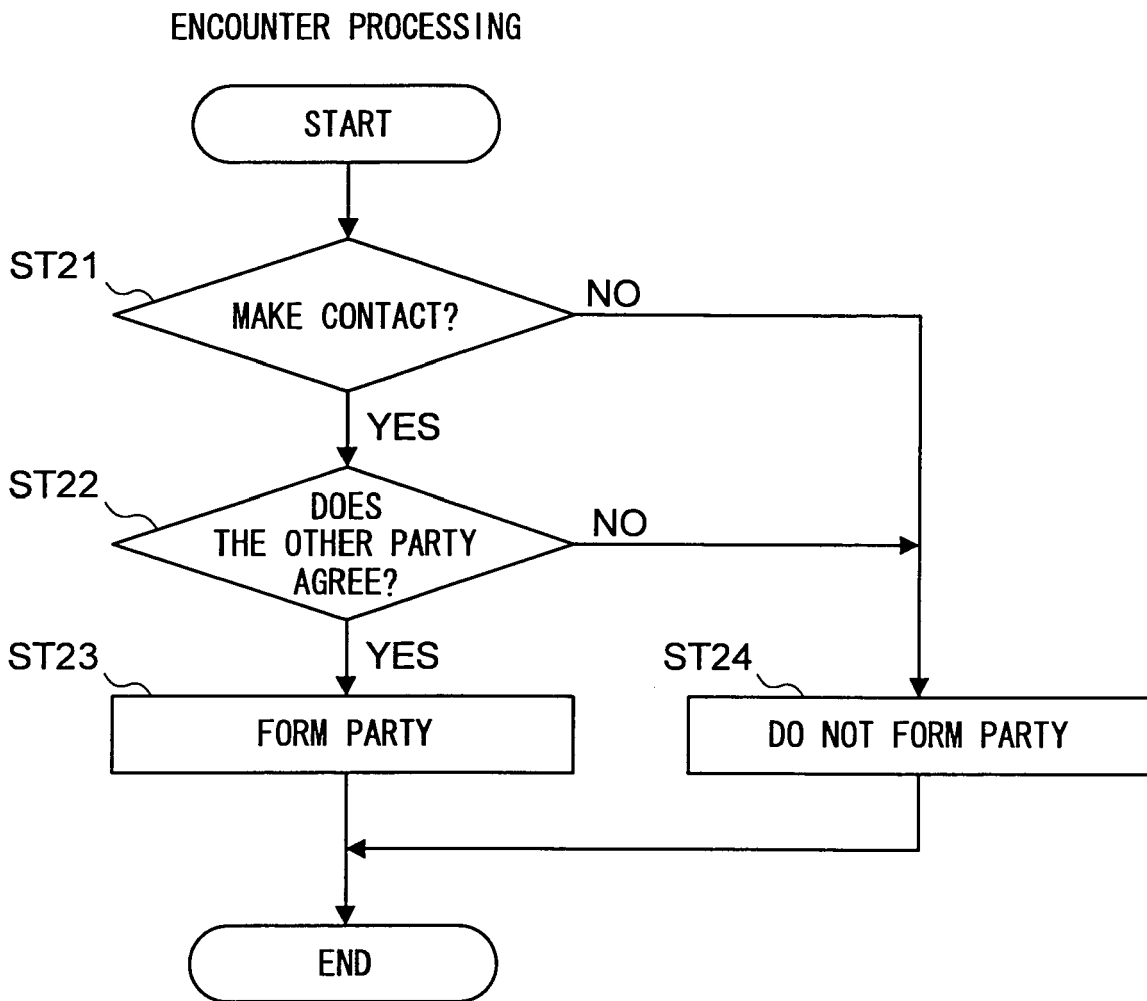 ENCOUNTER PROCESSING
START
ST21
MAKE CONTACT?
NO
YES
ST22
DOES
THE OTHER PARTY
AGREE?
NO
YES
ST23
FORM PARTY
ST24
DO NOT FORM PARTY
END